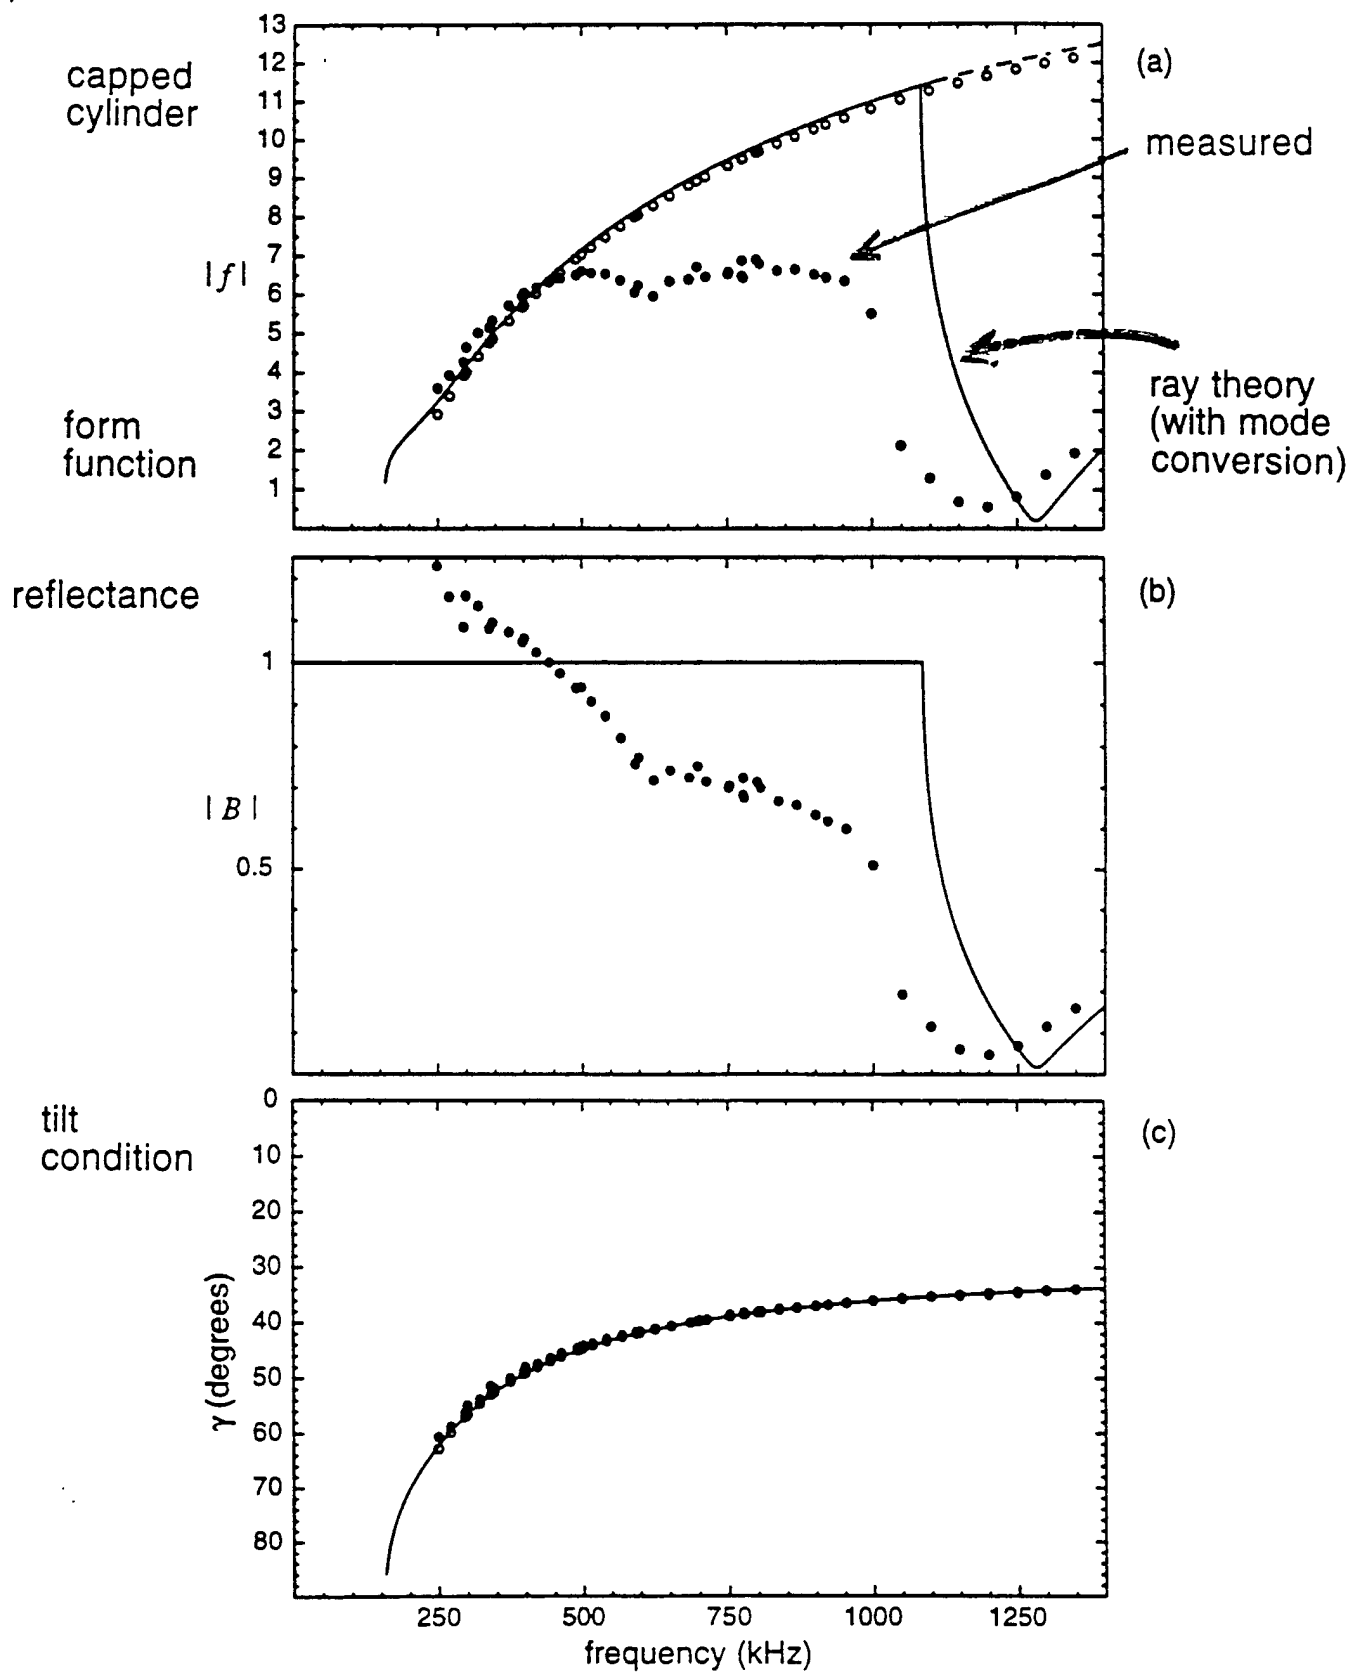 capped
cylinder
13
12
11
10
9
8
7
6
5
4
3
2
1
| f |
form
function
(a)
measured
ray theory
(with mode
conversion)
reflectance
(b)
1
| B |
0.5
tilt
condition
(c)
0
10
20
30
40
50
60
70
80
γ (degrees)
250 500 750 1000 1250
frequency (kHz)